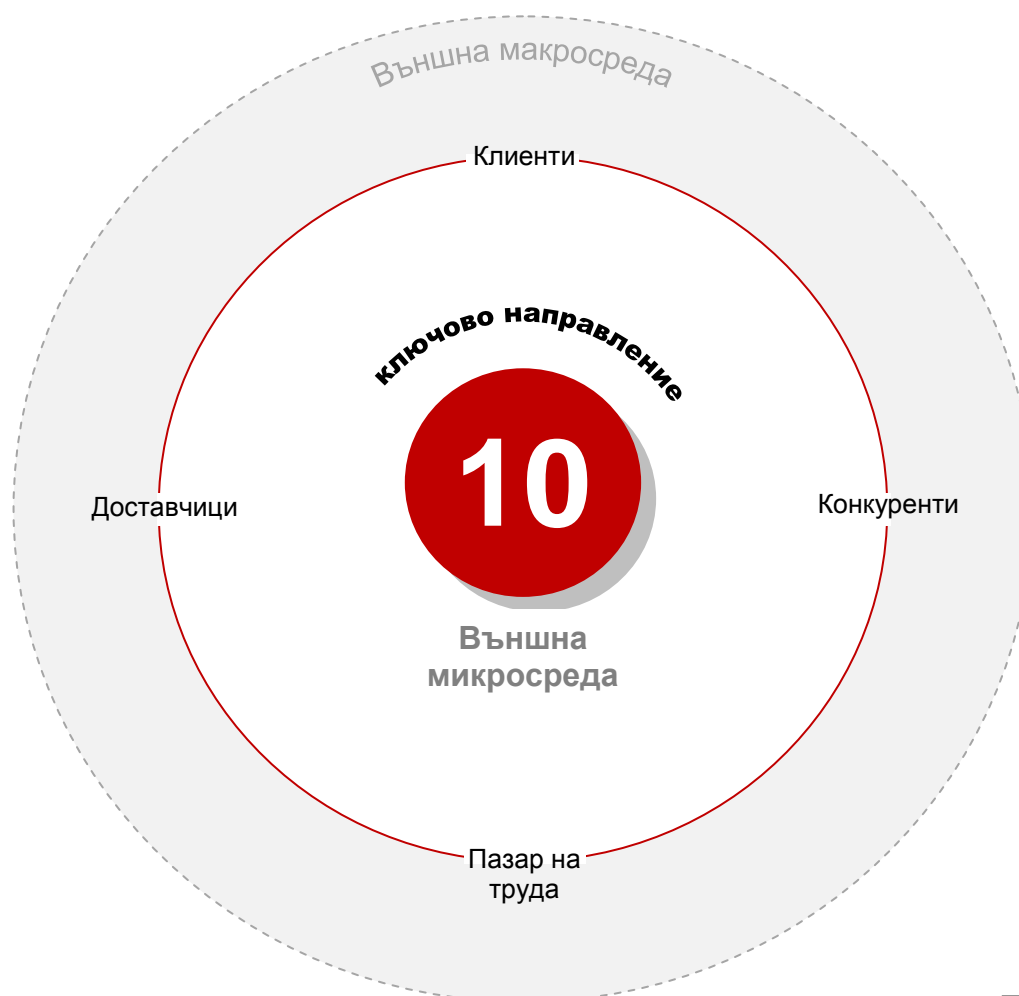 Външна макросреда
Клиенти
ключово направление
10
Доставчици
Конкуренти
Външна
микросреда
Пазар на
труда